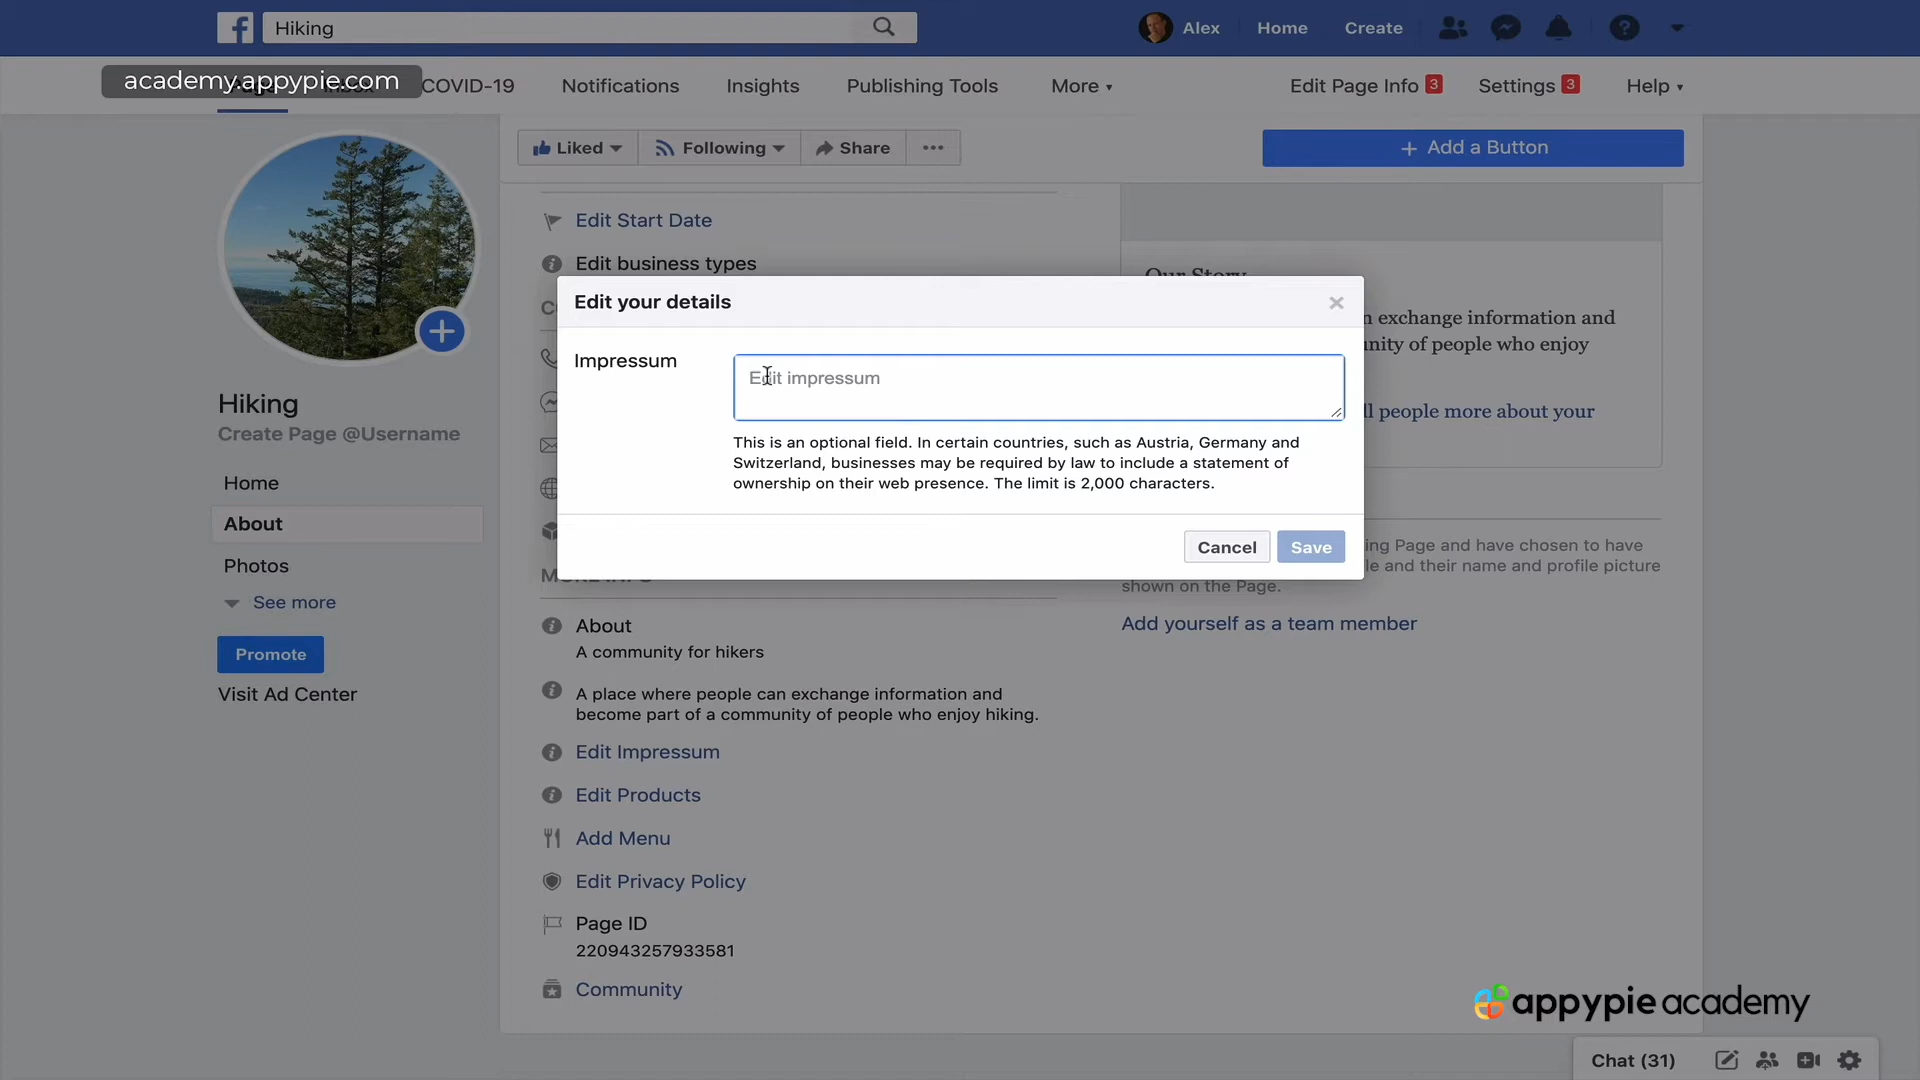 Hiking
Alex
Home
Create
academy.appypie.com
COVID-19
Notifications
Insights
Publishing Tools
More
Edit Page Info 3
Settings 3
Help
Liked
Following
Share
+ Add a Button
Edit Start Date
Edit business types
Our Story
n exchange information and
nity of people who enjoy
ll people more about your
Edit your details
Impressum
Edit impressum
This is an optional field. In certain countries, such as Austria, Germany and
Switzerland, businesses may be required by law to include a statement of
ownership on their web presence. The limit is 2,000 characters.
Cancel
Save
Hiking
Create Page @Username
Home
About
Photos
See more
Promote
Visit Ad Center
ing Page and have chosen to have
le and their name and profile picture
shown on the Page.
Add yourself as a team member
MORE INFO
About
A community for hikers
A place where people can exchange information and
become part of a community of people who enjoy hiking.
Edit Impressum
Edit Products
Add Menu
Edit Privacy Policy
Page ID
220943257933581
Community
appypie academy
Chat (31)